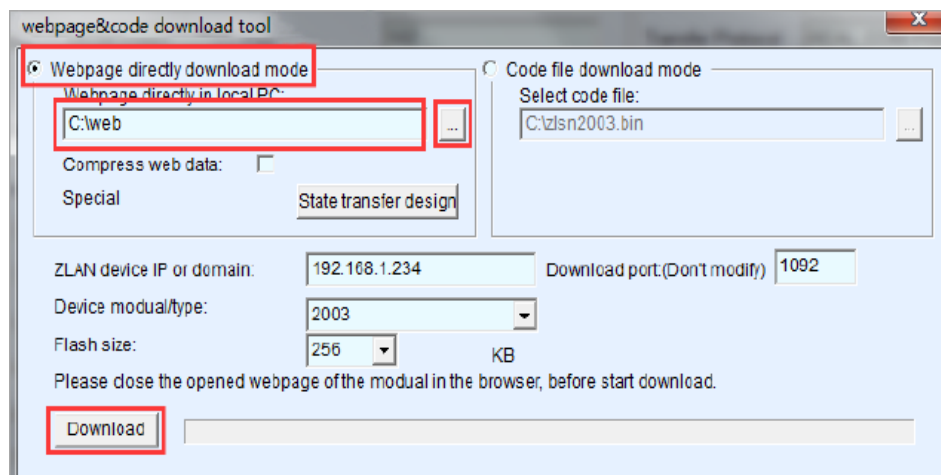 webpage&code download tool
Webpage directly download mode
Webpage directly in local PC:
C:\web
...
Compress web data:
Special
State transfer design
Code file download mode
Select code file:
C:\zlsn2003.bin
...
ZLAN device IP or domain:
192.168.1.234
Download port:(Don't modify)
1092
Device modual/type:
2003
Flash size:
256
KB
Please close the opened webpage of the modual in the browser, before start download.
Download